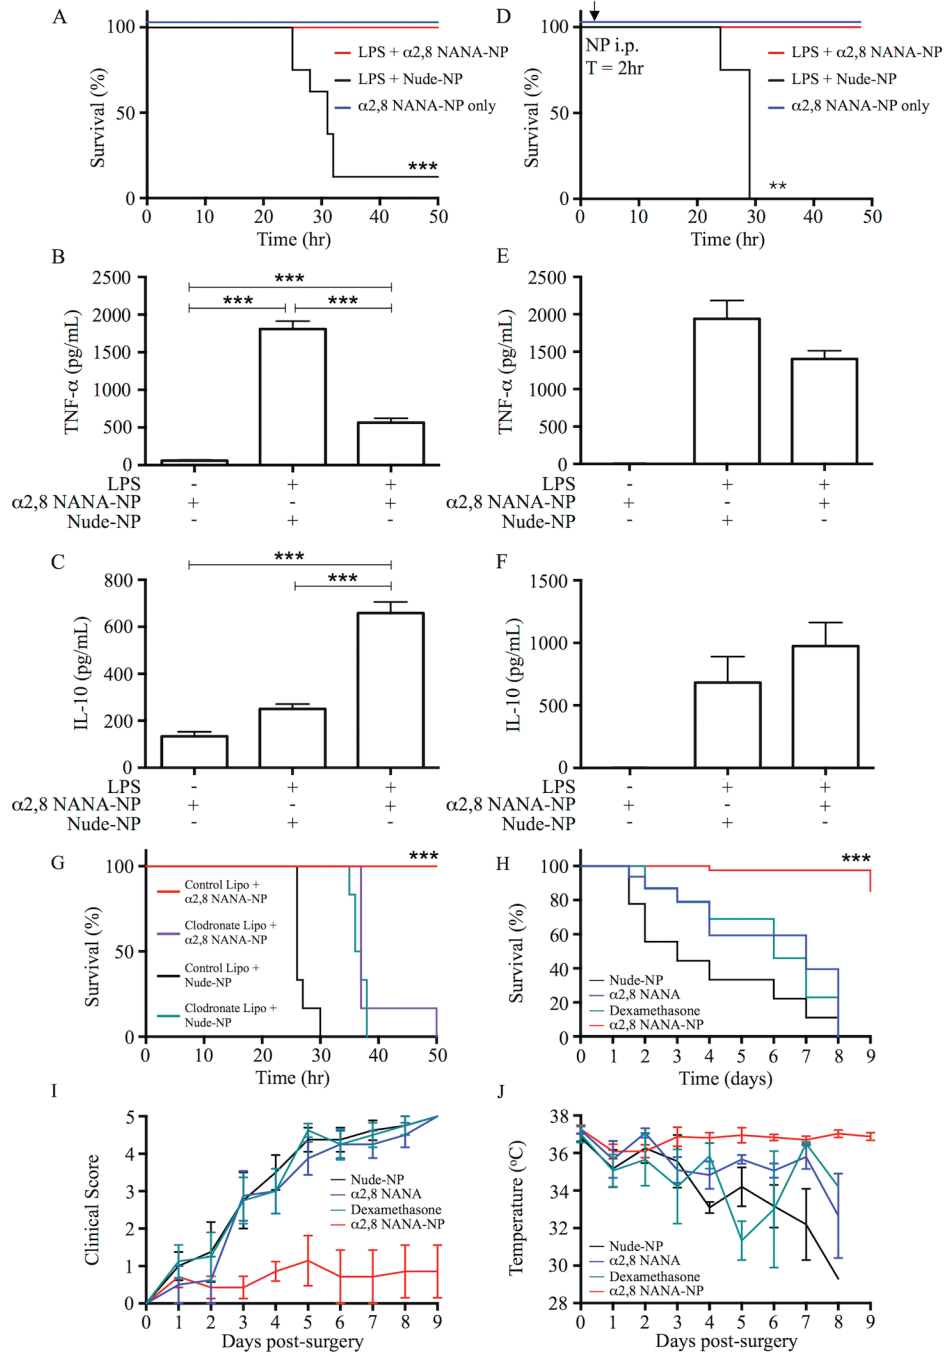 A
100
50
0
Survival (%)
LPS + α2,8 NANA-NP
LPS + Nude-NP
α2,8 NANA-NP only
***
0 10 20 30 40 50
Time (hr)
D
100
50
0
Survival (%)
NP i.p.
T = 2hr
LPS + α2,8 NANA-NP
LPS + Nude-NP
α2,8 NANA-NP only
**
0 10 20 30 40 50
Time (hr)
B
2500
2000
1500
1000
500
0
TNF-α (pg/mL)
***
*** ***
LPS - + +
α2,8 NANA-NP + - +
Nude-NP - + -
E
2500
2000
1500
1000
500
0
TNF-α (pg/mL)
LPS - + +
α2,8 NANA-NP + - +
Nude-NP - + -
C
800
600
400
200
0
IL-10 (pg/mL)
***
***
LPS - + +
α2,8 NANA-NP + - +
Nude-NP - + -
F
1500
1000
500
0
IL-10 (pg/mL)
LPS - + +
α2,8 NANA-NP + - +
Nude-NP - + -
G
100
50
0
Survival (%)
***
Control Lipo +
α2,8 NANA-NP
Clodronate Lipo +
α2,8 NANA-NP
Control Lipo +
Nude-NP
Clodronate Lipo +
Nude-NP
0 10 20 30 40 50
Time (hr)
H
100
80
60
40
20
0
Survival (%)
***
Nude-NP
α2,8 NANA
Dexamethasone
α2,8 NANA-NP
0 1 2 3 4 5 6 7 8 9
Time (days)
I
5
4
3
2
1
0
Clinical Score
Nude-NP
α2,8 NANA
Dexamethasone
α2,8 NANA-NP
0 1 2 3 4 5 6 7 8 9
Days post-surgery
J
38
36
34
32
30
28
Temperature (°C)
Nude-NP
α2,8 NANA
Dexamethasone
α2,8 NANA-NP
0 1 2 3 4 5 6 7 8 9
Days post-surgery